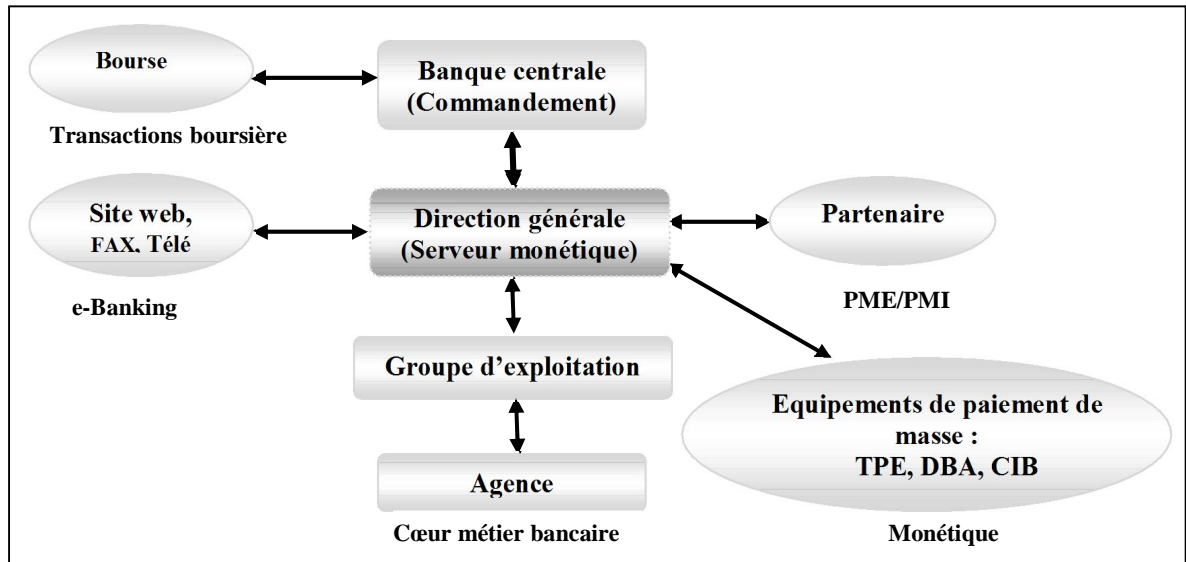 Bourse
Banque centrale
(Commandement)
Transactions boursière
Site web,
FAX, Télé
Direction générale
(Serveur monétique)
Partenaire
e-Banking
PME/PMI
Groupe d’exploitation
Equipements de paiement de
masse :
TPE, DBA, CIB
Agence
Cœur métier bancaire
Monétique